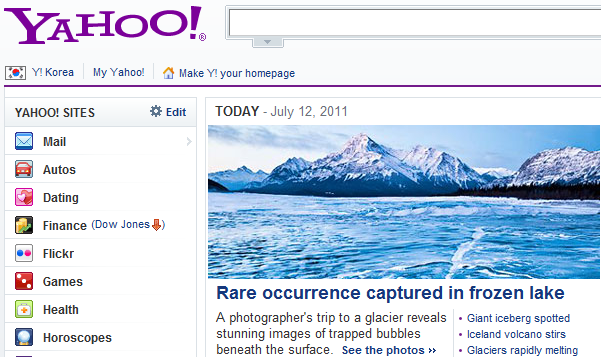 YAHOO!®
Y! Korea My Yahoo! Make Y! your homepage
YAHOO! SITES Edit
Mail
Autos
Dating
Finance (Dow Jones )
Flickr
Games
Health
Horoscopes
TODAY - July 12, 2011
Rare occurrence captured in frozen lake
A photographer's trip to a glacier reveals
stunning images of trapped bubbles
beneath the surface. See the photos »
• Giant iceberg spotted
• Iceland volcano stirs
• Glaciers rapidly melting